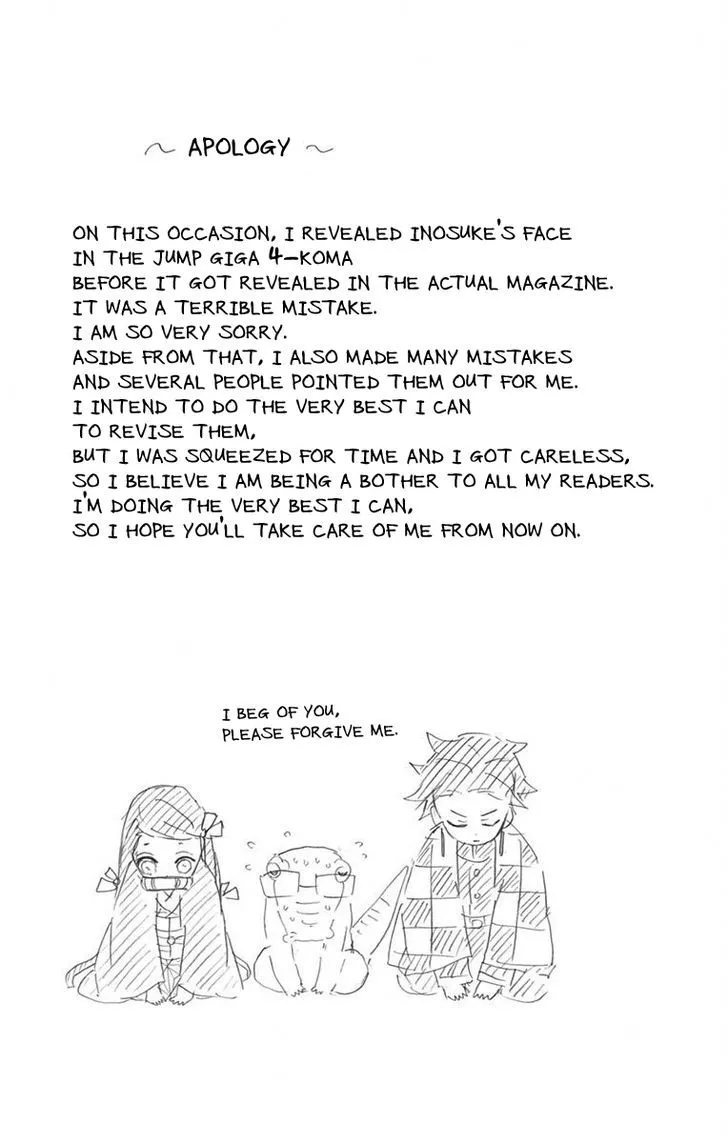 ~ APOLOGY ~
ON THIS OCCASION, I REVEALED INOSUKE'S FACE
IN THE JUMP GIGA 4-KOMA
BEFORE IT GOT REVEALED IN THE ACTUAL MAGAZINE.
IT WAS A TERRIBLE MISTAKE.
I AM SO VERY SORRY.
ASIDE FROM THAT, I ALSO MADE MANY MISTAKES
AND SEVERAL PEOPLE POINTED THEM OUT FOR ME.
I INTEND TO DO THE VERY BEST I CAN
TO REVISE THEM,
BUT I WAS SQUEEZED FOR TIME AND I GOT CARELESS,
SO I BELIEVE I AM BEING A BOTHER TO ALL MY READERS.
I'M DOING THE VERY BEST I CAN,
SO I HOPE YOU'LL TAKE CARE OF ME FROM NOW ON.
I BEG OF YOU,
PLEASE FORGIVE ME.